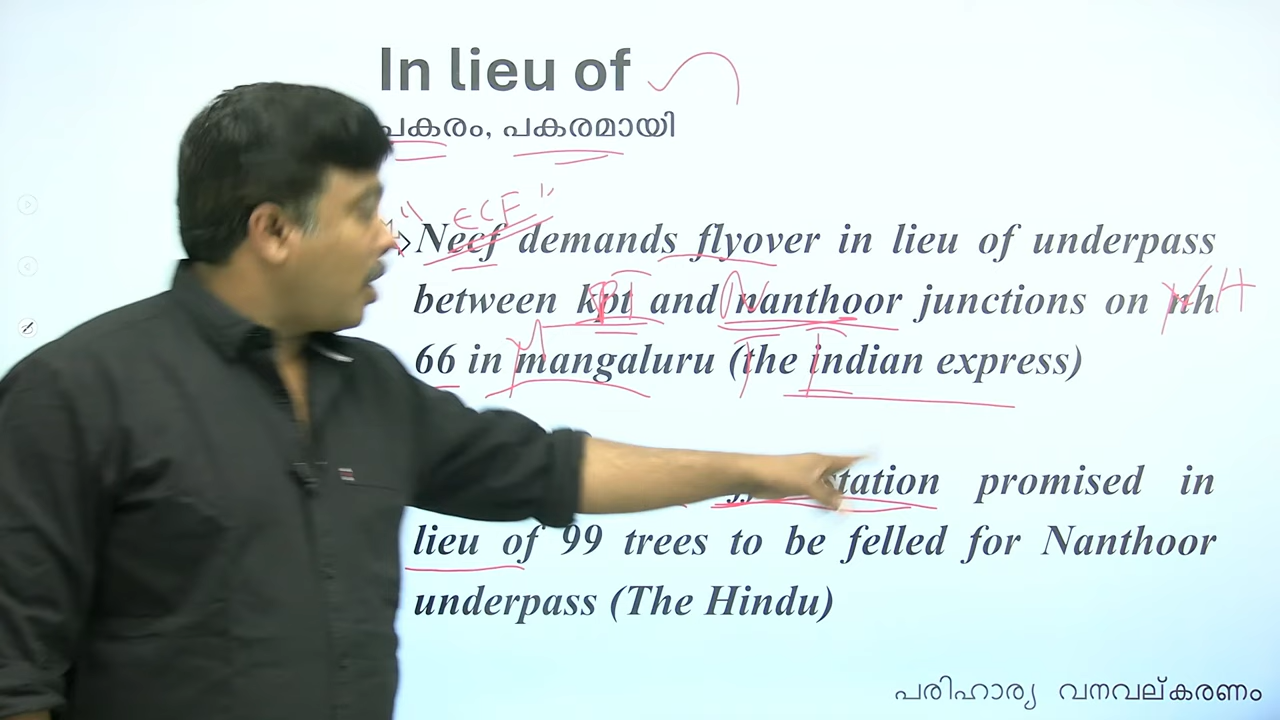 In lieu of
പകരം, പകരമായി
ECF
Necf demands flyover in lieu of underpass
between kpt and nanthoor junctions on nh
66 in mangaluru (the indian express)
promised in
lieu of 99 trees to be felled for Nanthoor
underpass (The Hindu)
പരിഹാര്യ വനവല്കരണം